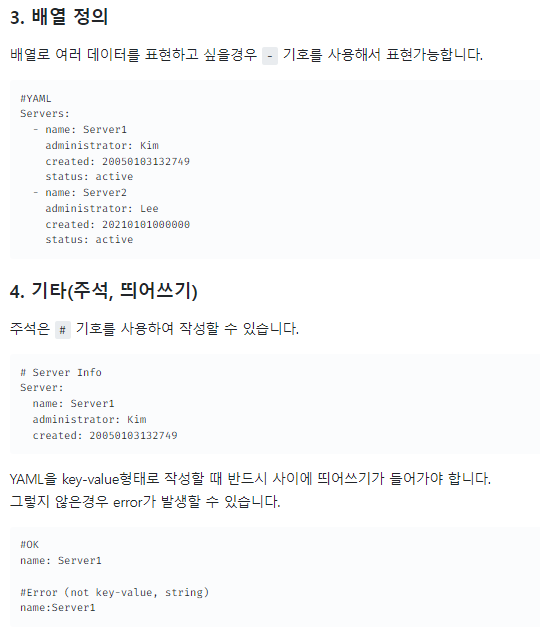 3. 배열 정의
배열로 여러 데이터를 표현하고 싶을경우 - 기호를 사용해서 표현가능합니다.
#YAML
Servers:
  - name: Server1
    administrator: Kim
    created: 20050103132749
    status: active
  - name: Server2
    administrator: Lee
    created: 20210101000000
    status: active
4. 기타(주석, 띄어쓰기)
주석은 # 기호를 사용하여 작성할 수 있습니다.
# Server Info
Server:
  name: Server1
  administrator: Kim
  created: 20050103132749
YAML을 key-value형태로 작성할 때 반드시 사이에 띄어쓰기가 들어가야 합니다.
그렇지 않은경우 error가 발생할 수 있습니다.
#OK
name: Server1
#Error (not key-value, string)
name:Server1